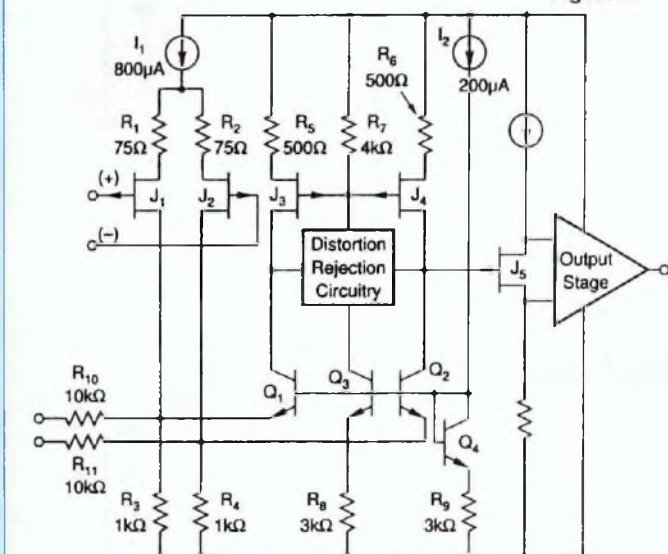 I1
800µA
I2
200µA
R6
500Ω
R1
75Ω
R2
75Ω
R5
500Ω
R7
4kΩ
(+)
J1
J2
J3
J4
(–)
Distortion
Rejection
Circuitry
J5
Output
Stage
R10
10kΩ
Q1
Q3
Q2
Q4
R11
10kΩ
R3
1kΩ
R4
1kΩ
R8
3kΩ
R9
3kΩ